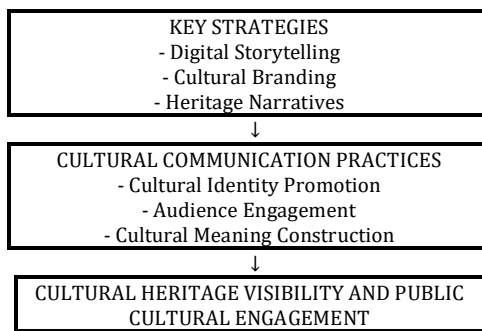 KEY STRATEGIES
- Digital Storytelling
- Cultural Branding
- Heritage Narratives
↓
CULTURAL COMMUNICATION PRACTICES
- Cultural Identity Promotion
- Audience Engagement
- Cultural Meaning Construction
↓
CULTURAL HERITAGE VISIBILITY AND PUBLIC
CULTURAL ENGAGEMENT